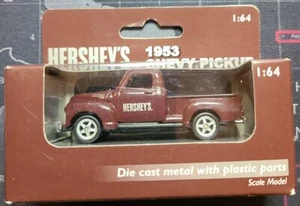 1:64
HERSHEY'S 1953
CHEVY PICKUP
1:64
HERSHEY'S
Die cast metal with plastic parts
Scale Model